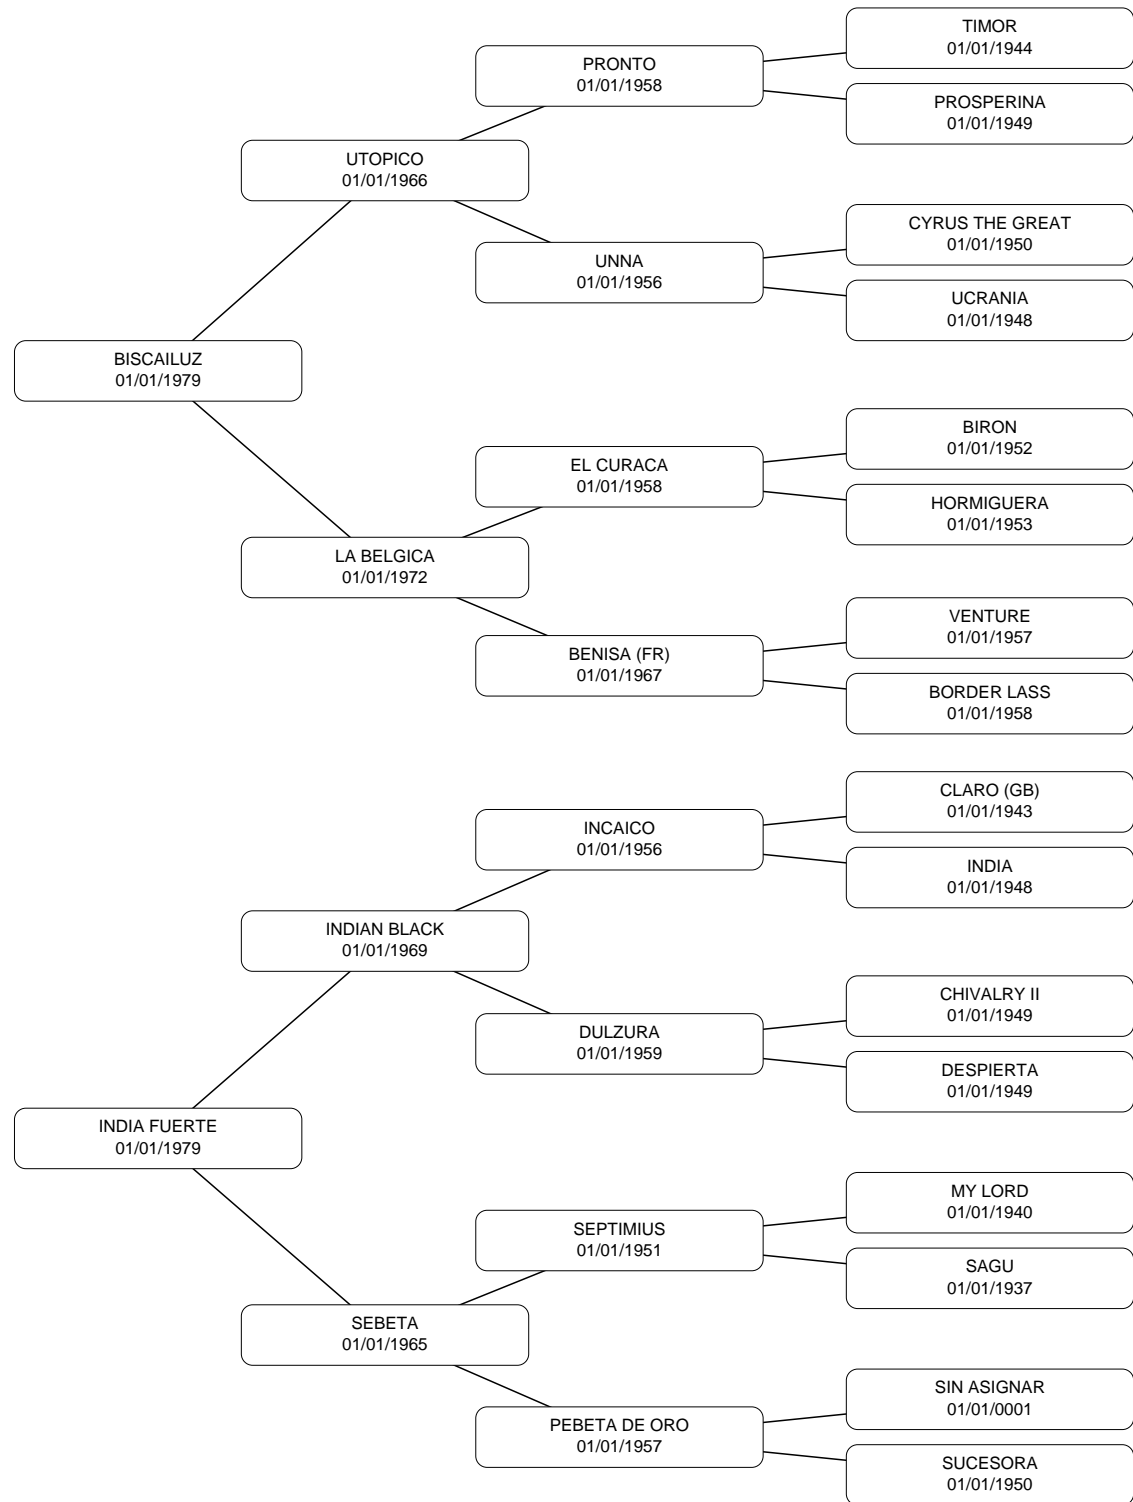 TIMOR
01/01/1944
PRONTO
01/01/1958
PROSPERINA
01/01/1949
UTOPICO
01/01/1966
CYRUS THE GREAT
01/01/1950
UNNA
01/01/1956
UCRANIA
01/01/1948
BISCAILUZ
01/01/1979
BIRON
01/01/1952
EL CURACA
01/01/1958
HORMIGUERA
01/01/1953
LA BELGICA
01/01/1972
VENTURE
01/01/1957
BENISA (FR)
01/01/1967
BORDER LASS
01/01/1958
CLARO (GB)
01/01/1943
INCAICO
01/01/1956
INDIA
01/01/1948
INDIAN BLACK
01/01/1969
CHIVALRY II
01/01/1949
DULZURA
01/01/1959
DESPIERTA
01/01/1949
INDIA FUERTE
01/01/1979
MY LORD
01/01/1940
SEPTIMIUS
01/01/1951
SAGU
01/01/1937
SEBETA
01/01/1965
SIN ASIGNAR
01/01/0001
PEBETA DE ORO
01/01/1957
SUCESORA
01/01/1950